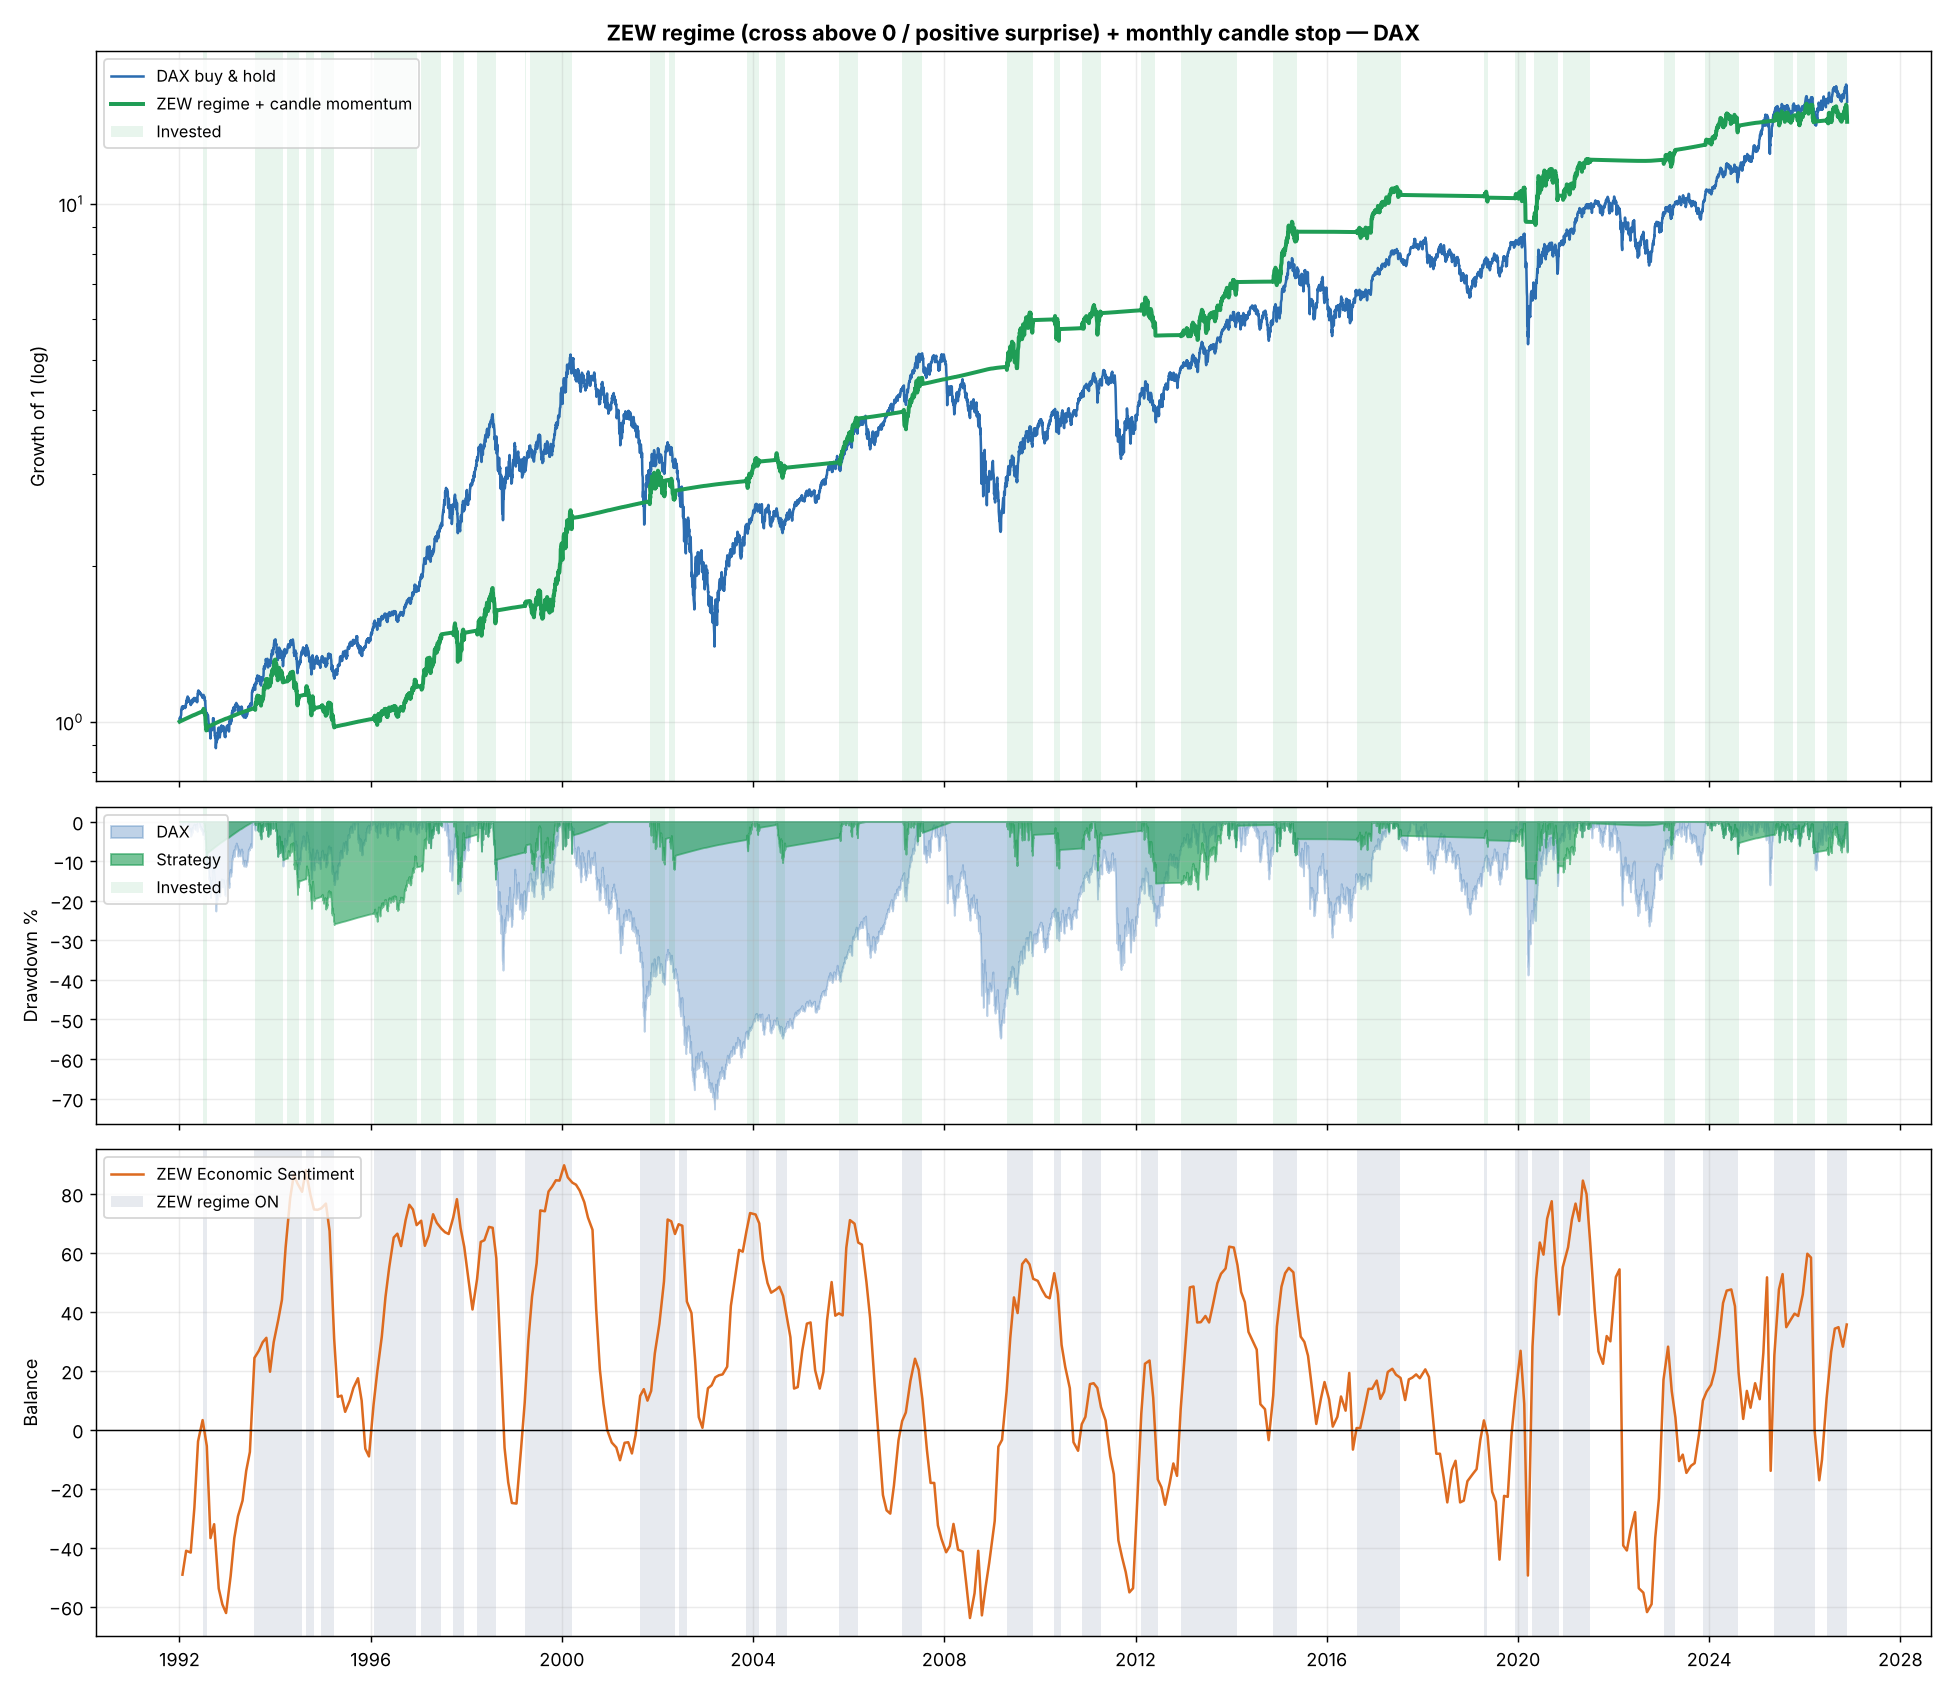 ZEW regime (cross above 0 / positive surprise) + monthly candle stop — DAX
DAX buy & hold
ZEW regime + candle momentum
Invested
Growth of 1 (log)
10¹
10⁰
DAX
Strategy
Invested
Drawdown %
0
−10
−20
−30
−40
−50
−60
−70
ZEW Economic Sentiment
ZEW regime ON
Balance
80
60
40
20
0
−20
−40
−60
1992 1996 2000 2004 2008 2012 2016 2020 2024 2028